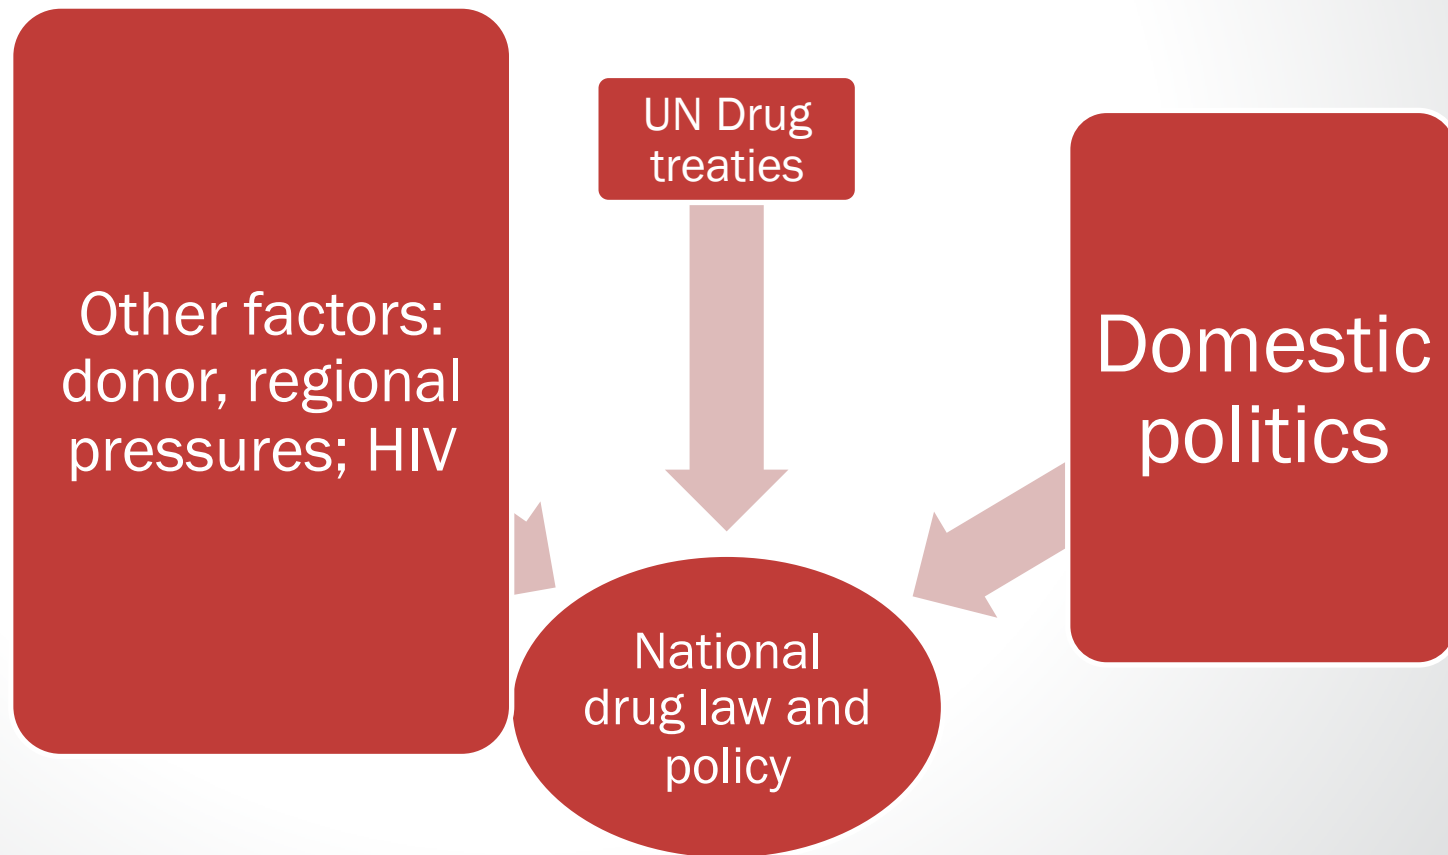 Other factors:
donor, regional
pressures; HIV
UN Drug
treaties
Domestic
politics
National
drug law and
policy